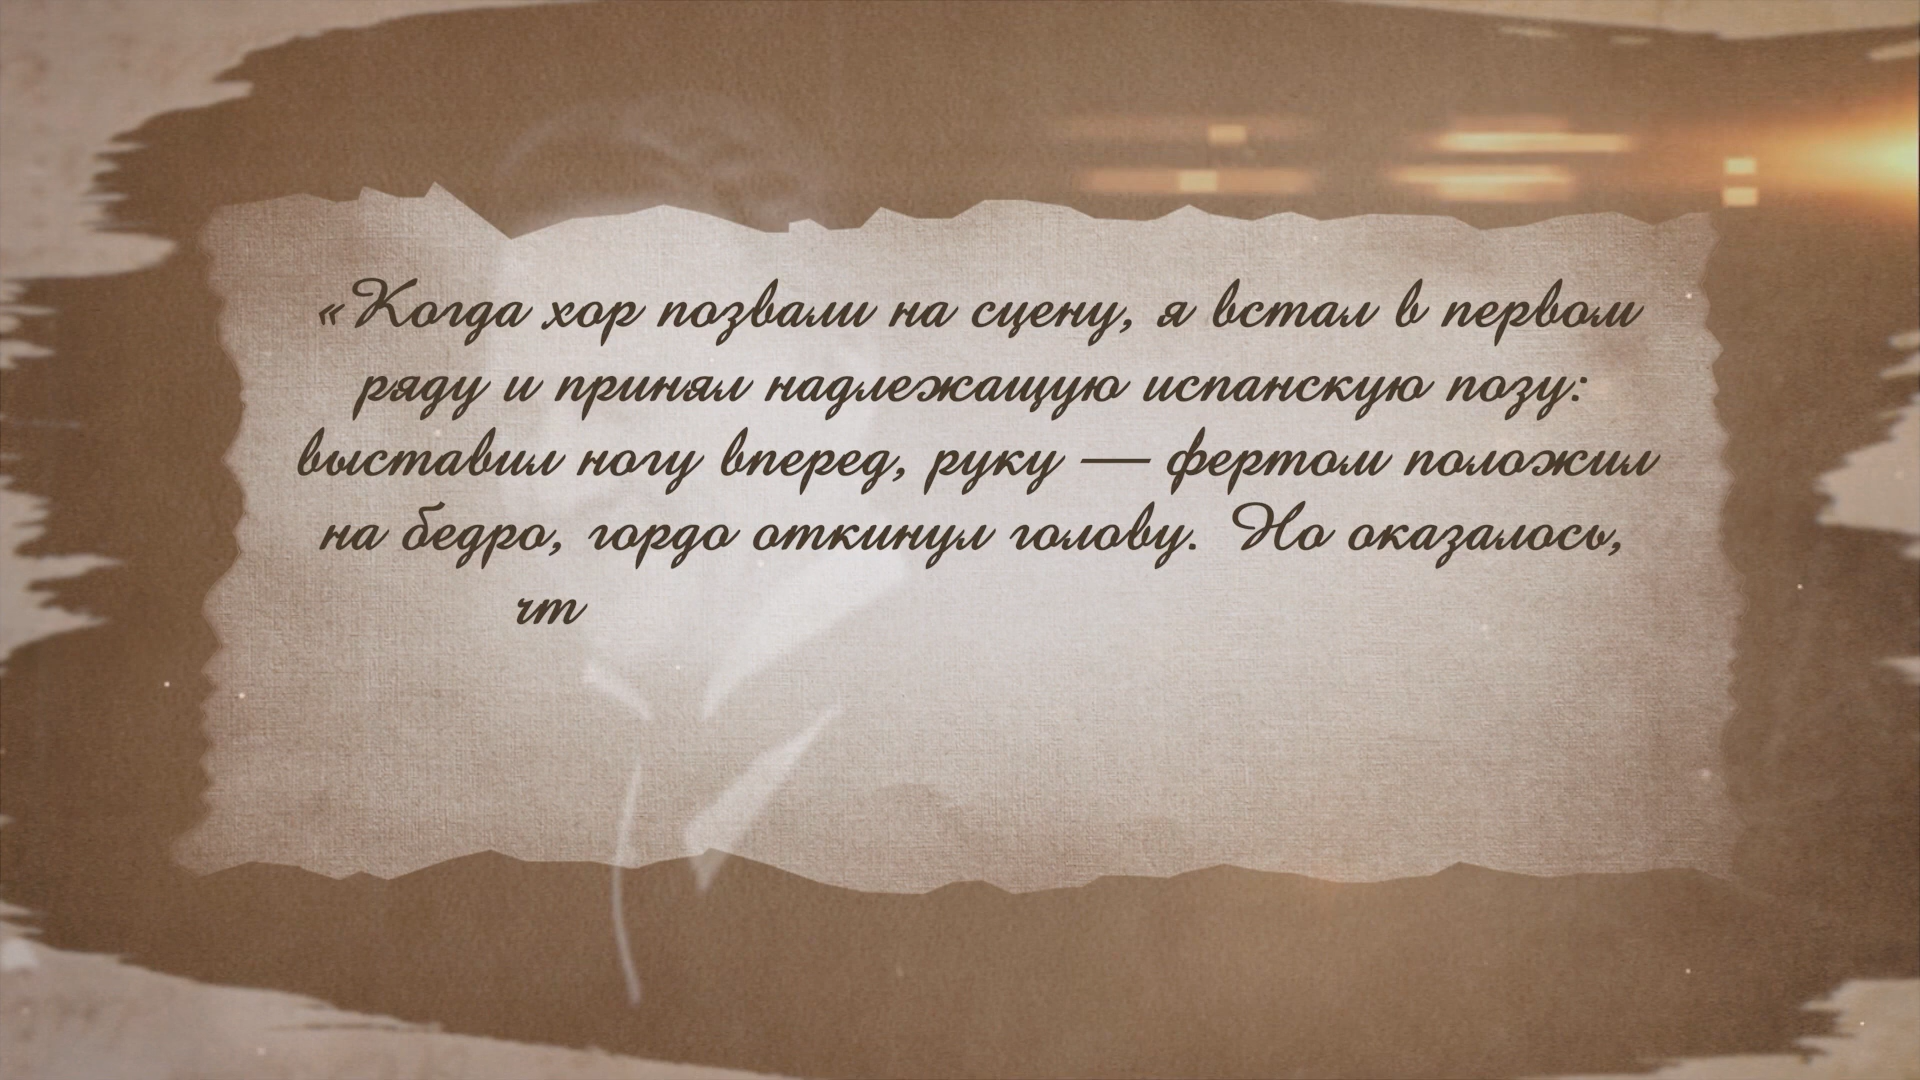 «Когда хор позвали на сцену, я встал в первом
ряду и принял надлежащую испанскую позу:
выставил ногу вперед, руку — фертом положил
на бедро, гордо откинул голову. Но оказалось,
чт